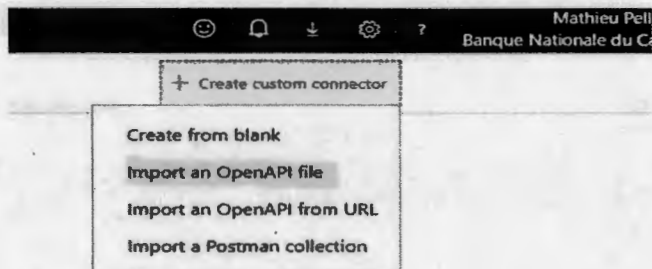 ?
Mathieu Pell
Banque Nationale du Ca
+ Create custom connector
Create from blank
Import an OpenAPI file
Import an OpenAPI from URL
Import a Postman collection